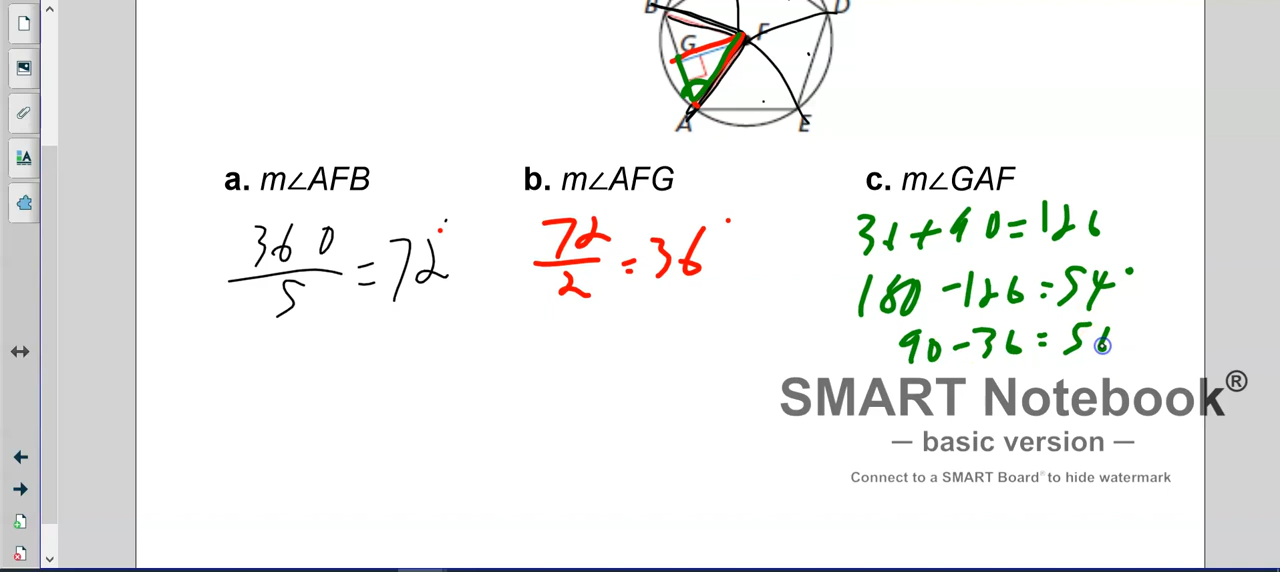 B
D
G
F
A
E
a. m∠AFB
b. m∠AFG
c. m∠GAF
360
5
= 72°
72
2
= 36°
36 + 90 = 126
180 - 126 = 54°
90 - 36 = 56
SMART Notebook®
— basic version —
Connect to a SMART Board® to hide watermark